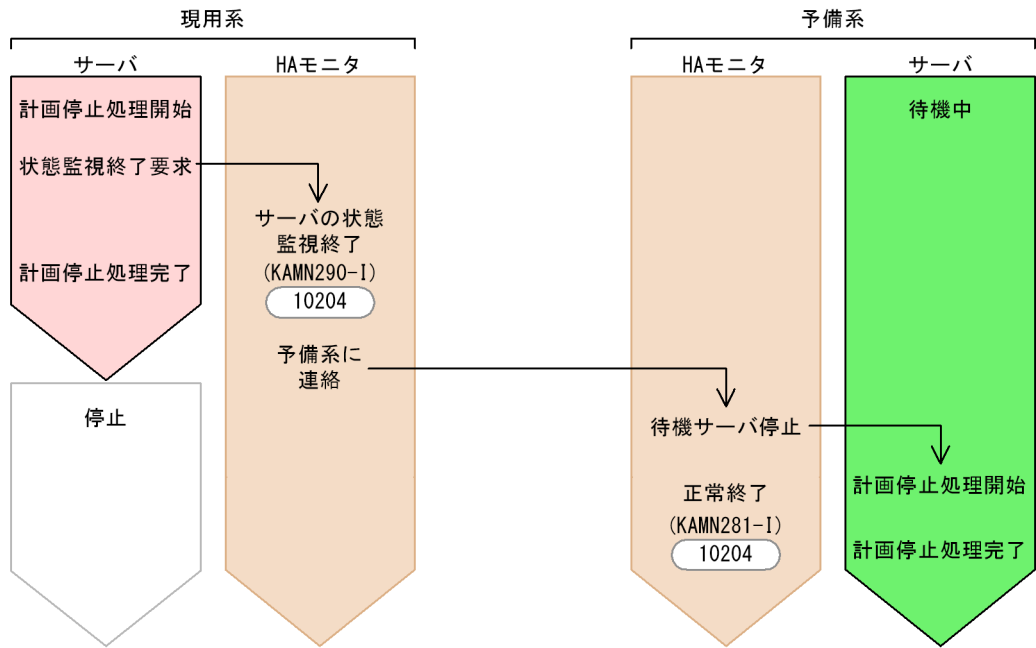 現用系
予備系
サーバ
HAモニタ
HAモニタ
サーバ
計画停止処理開始
状態監視終了要求
計画停止処理完了
停止
サーバの状態
監視終了
(KAMN290-I)
10204
予備系に
連絡
待機サーバ停止
正常終了
(KAMN281-I)
10204
待機中
計画停止処理開始
計画停止処理完了